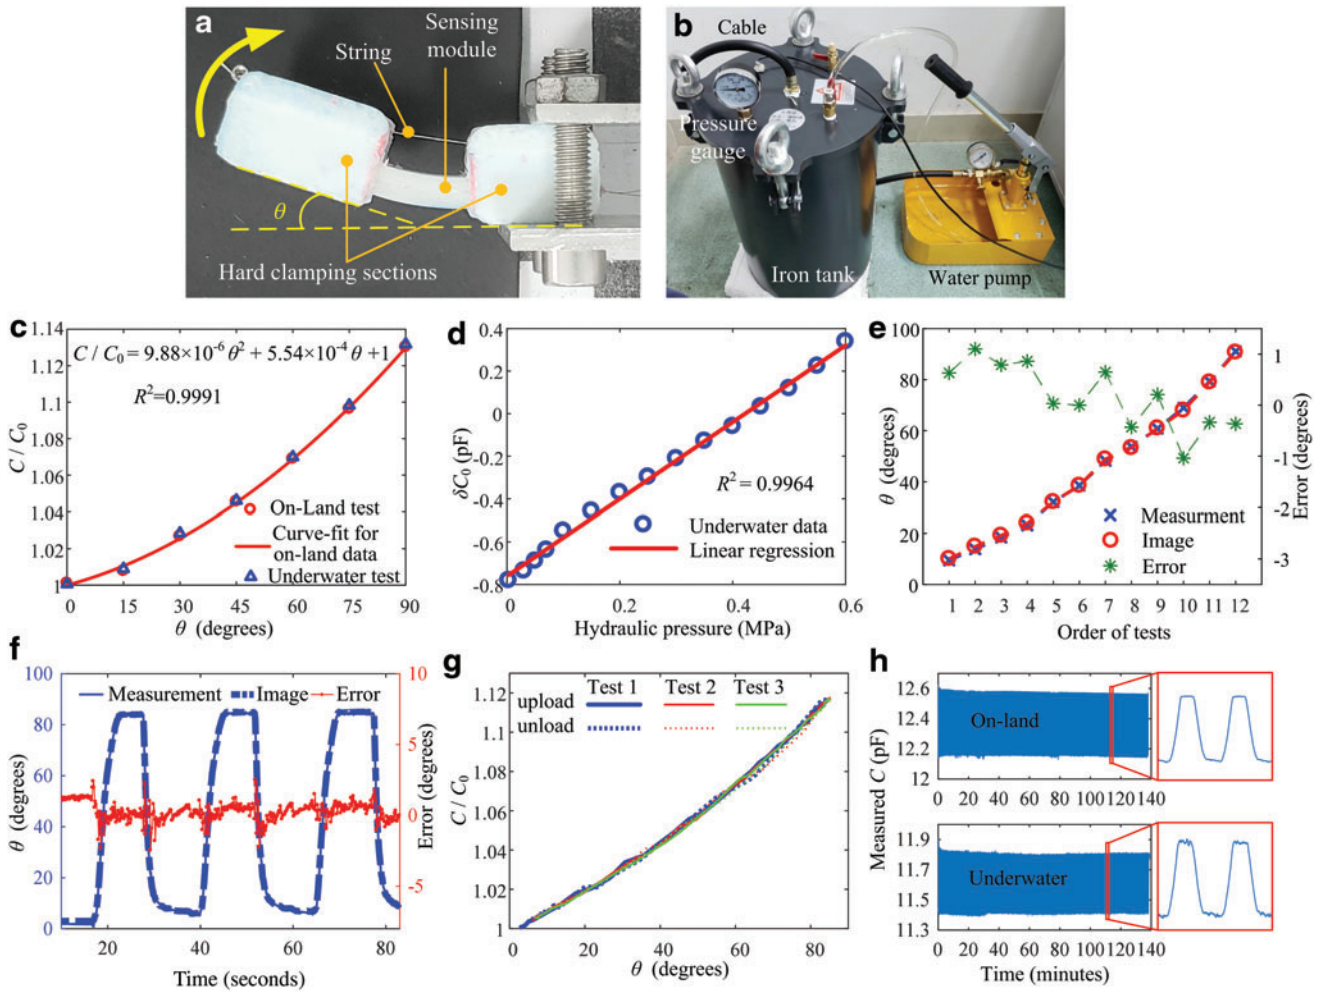 a
Sensing
module
String
θ
Hard clamping sections
b
Cable
Pressure
gauge
Iron tank
Water pump
c
1.14
1.12
1.1
1.08
1.06
1.04
1.02
1
C / C₀
C / C₀ = 9.88×10⁻⁶ θ² + 5.54×10⁻⁴ θ +1
R²=0.9991
On-Land test
Curve-fit for
on-land data
Underwater test
0 15 30 45 60 75 90
θ (degrees)
d
0.4
0.2
0
-0.2
-0.4
-0.6
-0.8
δC₀ (pF)
R² = 0.9964
Underwater data
Linear regression
0 0.2 0.4 0.6
Hydraulic pressure (MPa)
e
100
80
60
40
20
0
θ (degrees)
Measurment
Image
Error
1
0
-1
-2
-3
Error (degrees)
1 2 3 4 5 6 7 8 9 10 11 12
Order of tests
f
100
80
60
40
20
0
θ (degrees)
Measurement Image Error
10
5
0
-5
Error (degrees)
20 40 60 80
Time (seconds)
g
1.12
1.1
1.08
1.06
1.04
1.02
1
C / C₀
Test 1 Test 2 Test 3
upload
unload
0 20 40 60 80
θ (degrees)
h
12.6
12.4
12.2
12
On-land
0 20 40 60 80 100 120 140
Measured C (pF)
11.9
11.7
11.5
11.3
Underwater
0 20 40 60 80 100 120 140
Time (minutes)